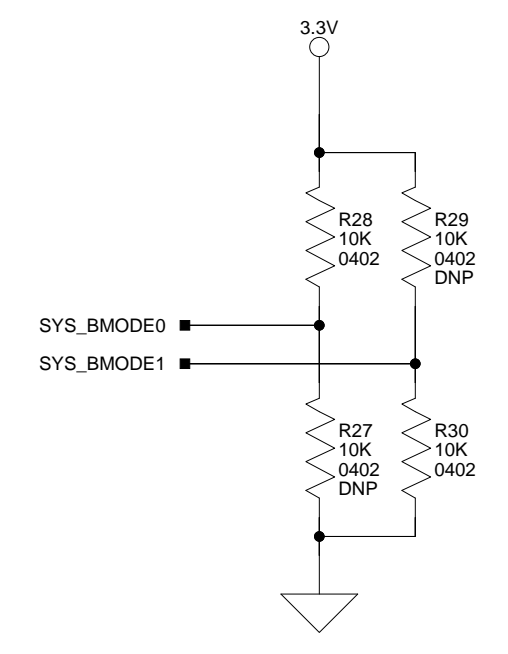 3.3V
R28
10K
0402
R29
10K
0402
DNP
SYS_BMODE0
SYS_BMODE1
R27
10K
0402
DNP
R30
10K
0402